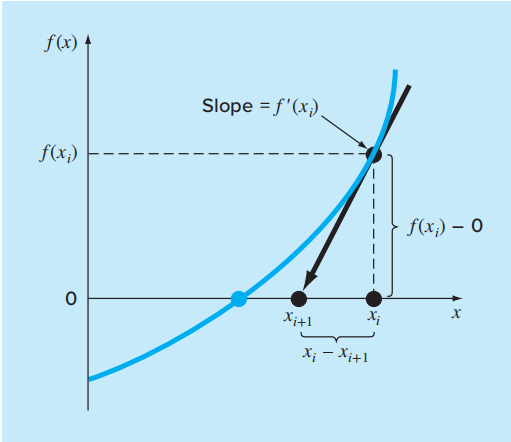 f(x)
Slope = f'(xᵢ)
f(xᵢ)
f(xᵢ) – 0
0
xᵢ₊₁
xᵢ
x
xᵢ – xᵢ₊₁